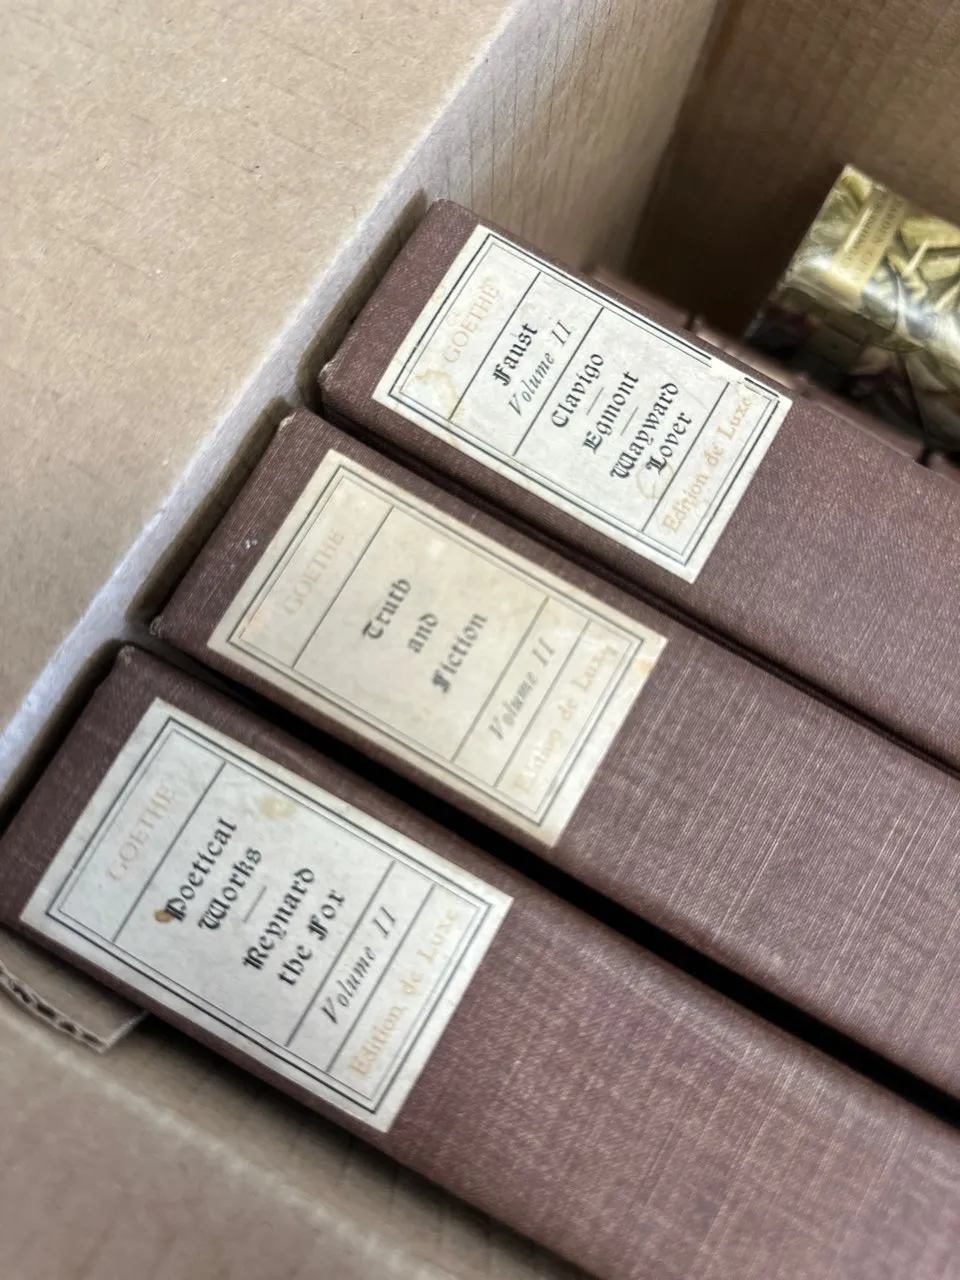 GOETHE
Faust
Volume II
Clavigo
Egmont
Wayward
Lover
Edition de Luxe
GOETHE
Truth
and
Fiction
Volume II
Edition de Luxe
GOETHE
Poetical
Works
Reynard
the Fox
Volume II
Edition de Luxe